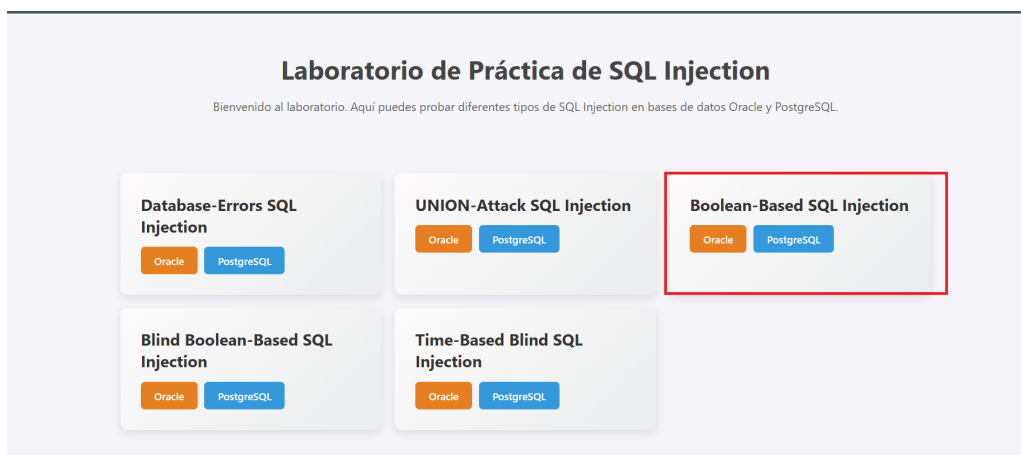 Laboratorio de Práctica de SQL Injection
Bienvenido al laboratorio. Aquí puedes probar diferentes tipos de SQL Injection en bases de datos Oracle y PostgreSQL.
Database-Errors SQL
Injection
Oracle PostgreSQL
UNION-Attack SQL Injection
Oracle PostgreSQL
Boolean-Based SQL Injection
Oracle PostgreSQL
Blind Boolean-Based SQL
Injection
Oracle PostgreSQL
Time-Based Blind SQL
Injection
Oracle PostgreSQL